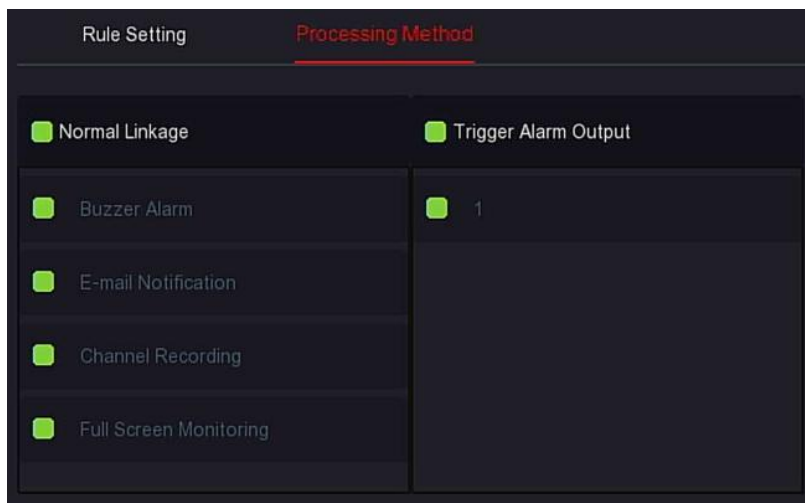 Rule Setting
Processing Method
Normal Linkage
Trigger Alarm Output
Buzzer Alarm
1
E-mail Notification
Channel Recording
Full Screen Monitoring